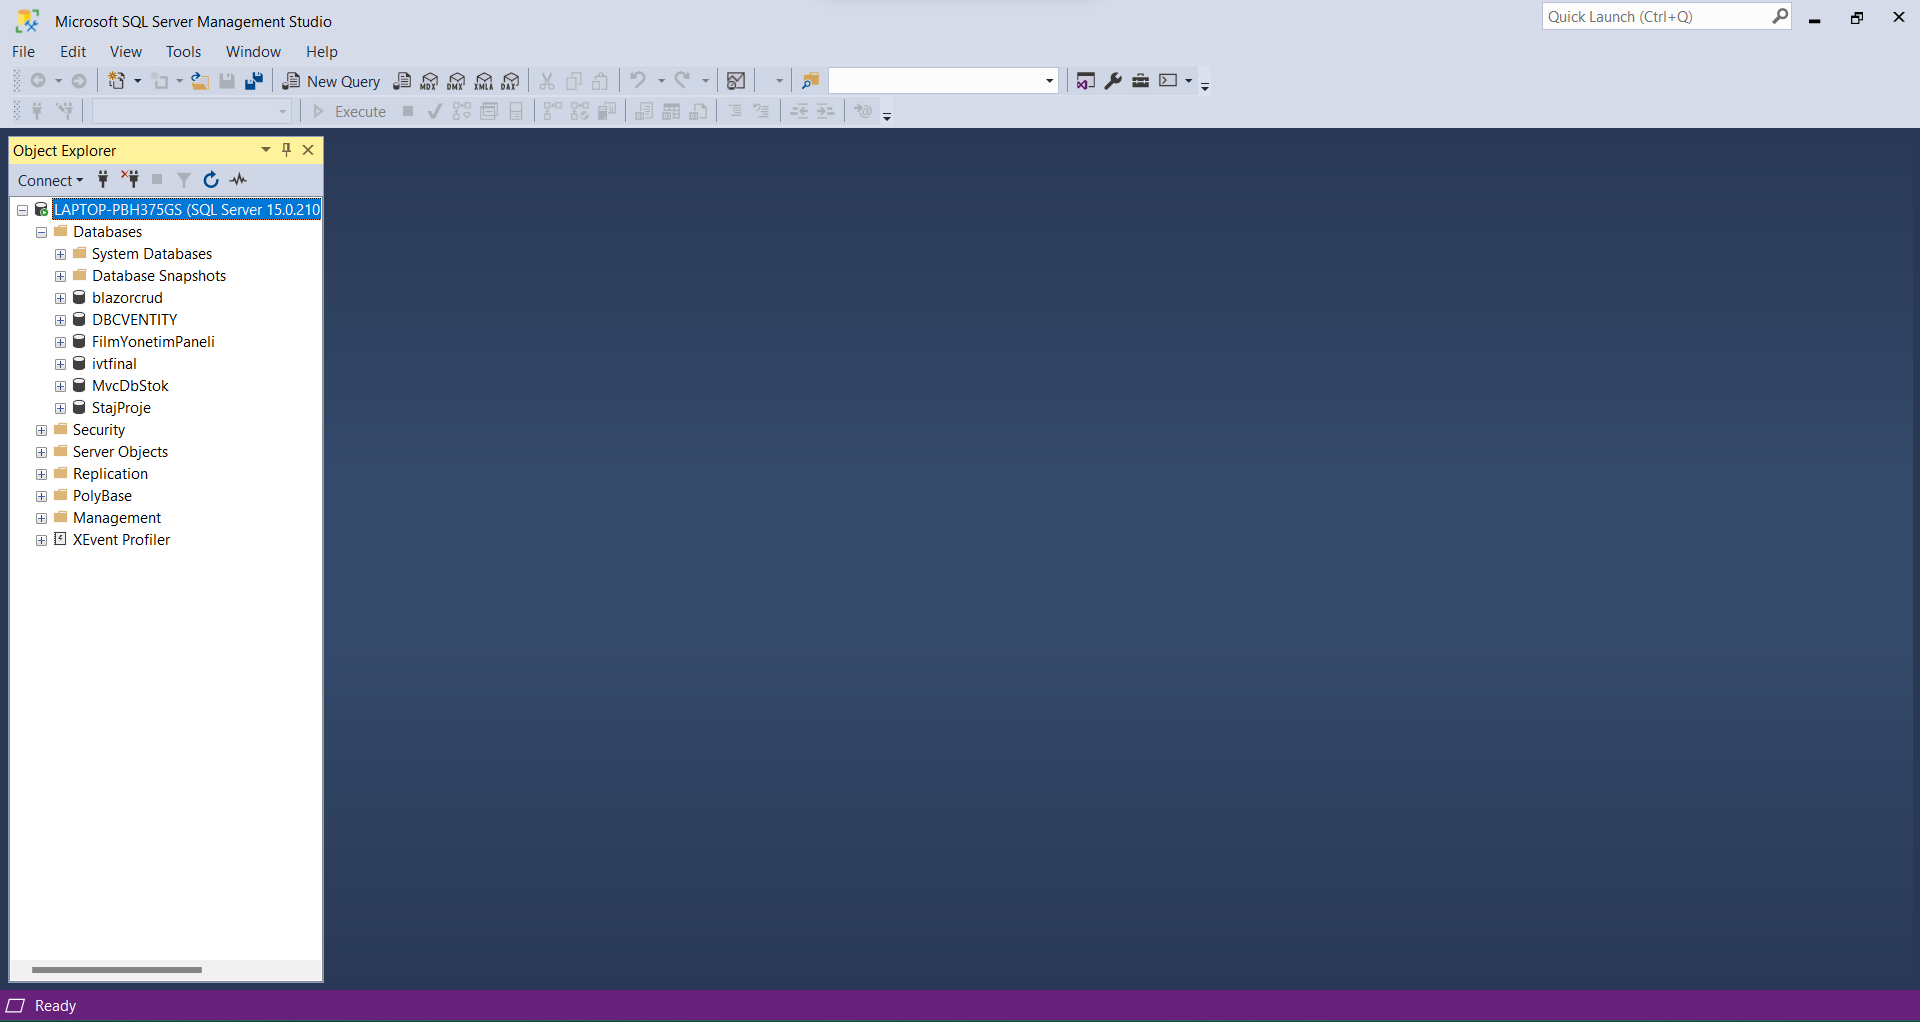 Microsoft SQL Server Management Studio
Quick Launch (Ctrl+Q)
File Edit View Tools Window Help
New Query MDX DMX XMLA DAX
Execute
Object Explorer
Connect
LAPTOP-PBH375GS (SQL Server 15.0.210
Databases
System Databases
Database Snapshots
blazorcrud
DBCVENTITY
FilmYonetimPaneli
ivtfinal
MvcDbStok
StajProje
Security
Server Objects
Replication
PolyBase
Management
XEvent Profiler
Ready